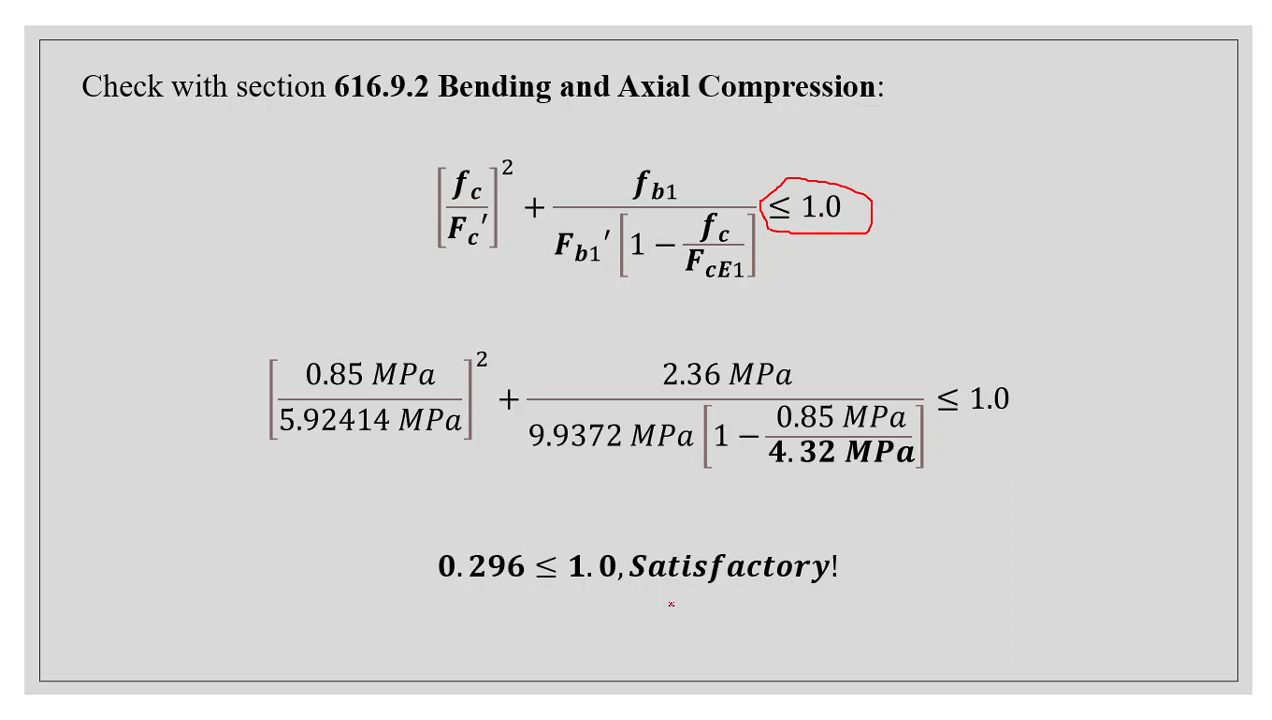 Check with section 616.9.2 Bending and Axial Compression:
[f_c / F_c′]² + f_b1 / (F_b1′ [1 − f_c / F_cE1]) ≤ 1.0
[0.85 MPa / 5.92414 MPa]² + 2.36 MPa / (9.9372 MPa [1 − 0.85 MPa / 4.32 MPa]) ≤ 1.0
0.296 ≤ 1.0, Satisfactory!